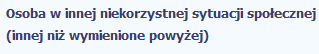 Osoba w innej niekorzystnej sytuacji społecznej
(innej niż wymienione powyżej)